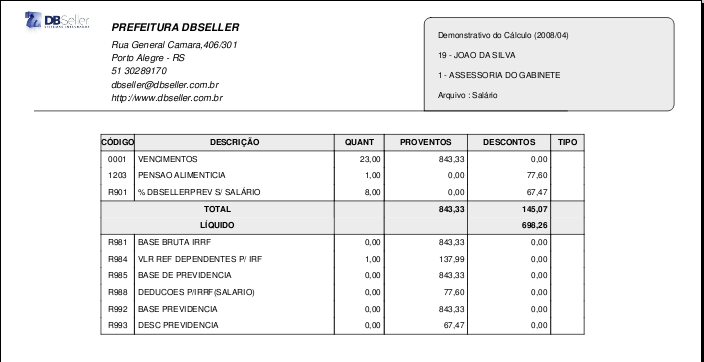 DBSeller
PREFEITURA DBSELLER
Rua General Camara,406/301
Porto Alegre - RS
51 30289170
dbseller@dbseller.com.br
http://www.dbseller.com.br
Demonstrativo do Cálculo (2008/04)
19 - JOAO DA SILVA
1 - ASSESSORIA DO GABINETE
Arquivo : Salário
CÓDIGO DESCRIÇÃO QUANT PROVENTOS DESCONTOS TIPO
0001 VENCIMENTOS 23,00 843,33 0,00
1203 PENSAO ALIMENTICIA 1,00 0,00 77,60
R901 % DBSELLERPREV S/ SALÁRIO 8,00 0,00 67,47
TOTAL 843,33 145,07
LÍQUIDO 698,26
R981 BASE BRUTA IRRF 0,00 843,33 0,00
R984 VLR REF DEPENDENTES P/ IRF 1,00 137,99 0,00
R985 BASE DE PREVIDENCIA 0,00 843,33 0,00
R988 DEDUCOES P/IRRF(SALARIO) 0,00 77,60 0,00
R992 BASE PREVIDENCIA 0,00 843,33 0,00
R993 DESC PREVIDENCIA 0,00 67,47 0,00